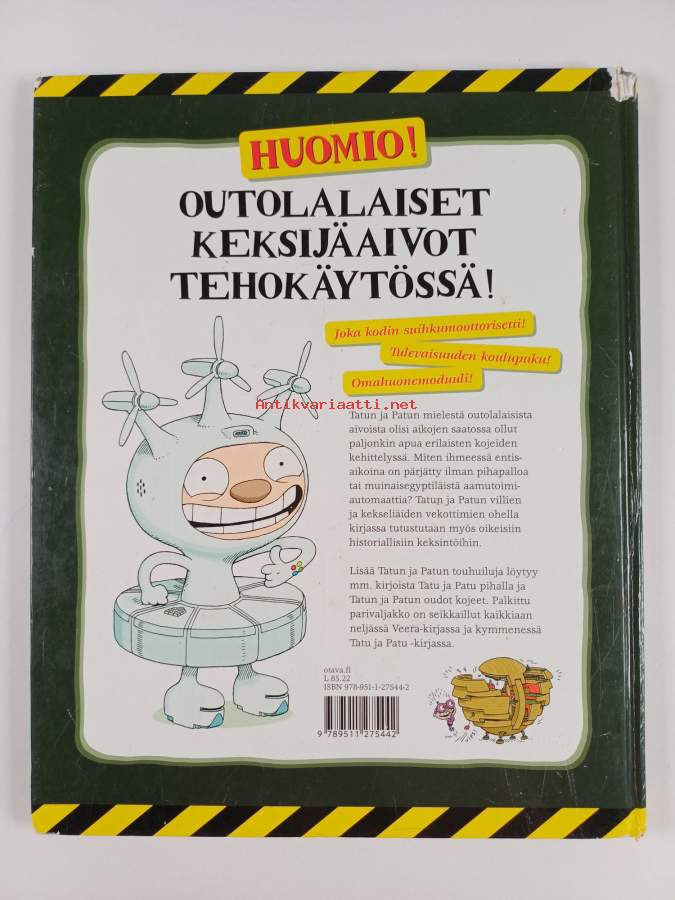 HUOMIO!
OUTOLALAISET
KEKSIJÄAIVOT
TEHOKÄYTÖSSÄ!
Joka kodin suihkumoottorisetti!
Tulevaisuuden koulupuku!
Omahuonemoduuli!
Antikvariaatti.net
Tatun ja Patun mielestä outolalaisista
aivoista olisi aikojen saatossa ollut
paljonkin apua erilaisten kojeiden
kehittelyssä. Miten ihmeessä entis-
aikoina on pärjätty ilman pihapalloa
tai muinaisegyptiläistä aamutoimi-
automaattia? Tatun ja Patun villien
ja kekseliäiden vekottimien ohella
kirjassa tutustutaan myös oikeisiin
historiallisiin keksintöihin.
Lisää Tatun ja Patun touhuiluja löytyy
mm. kirjoista Tatu ja Patu pihalla ja
Tatun ja Patun oudot kojeet. Palkittu
parivaljakko on seikkaillut kaikkiaan
neljässä Veera-kirjassa ja kymmenessä
Tatu ja Patu -kirjassa.
otava.fi
L 85.22
ISBN 978-951-1-27544-2
9 789511 275442